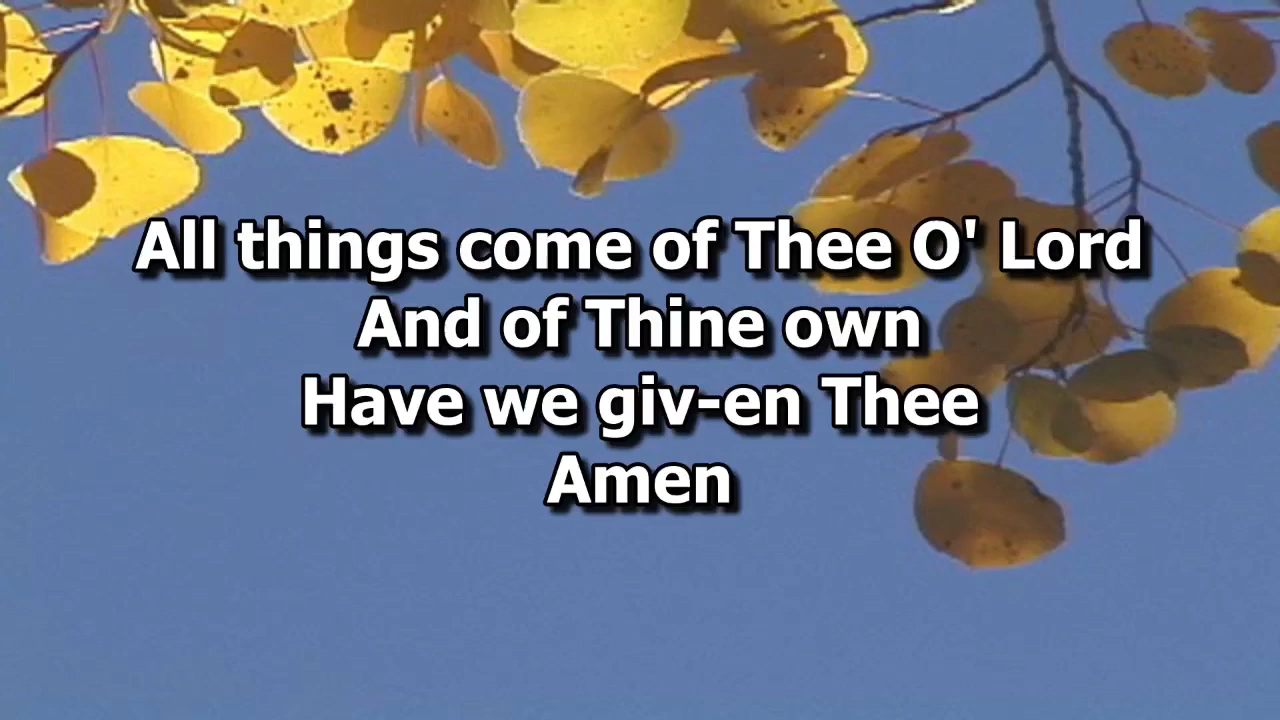 All things come of Thee O' Lord
And of Thine own
Have we giv-en Thee
Amen